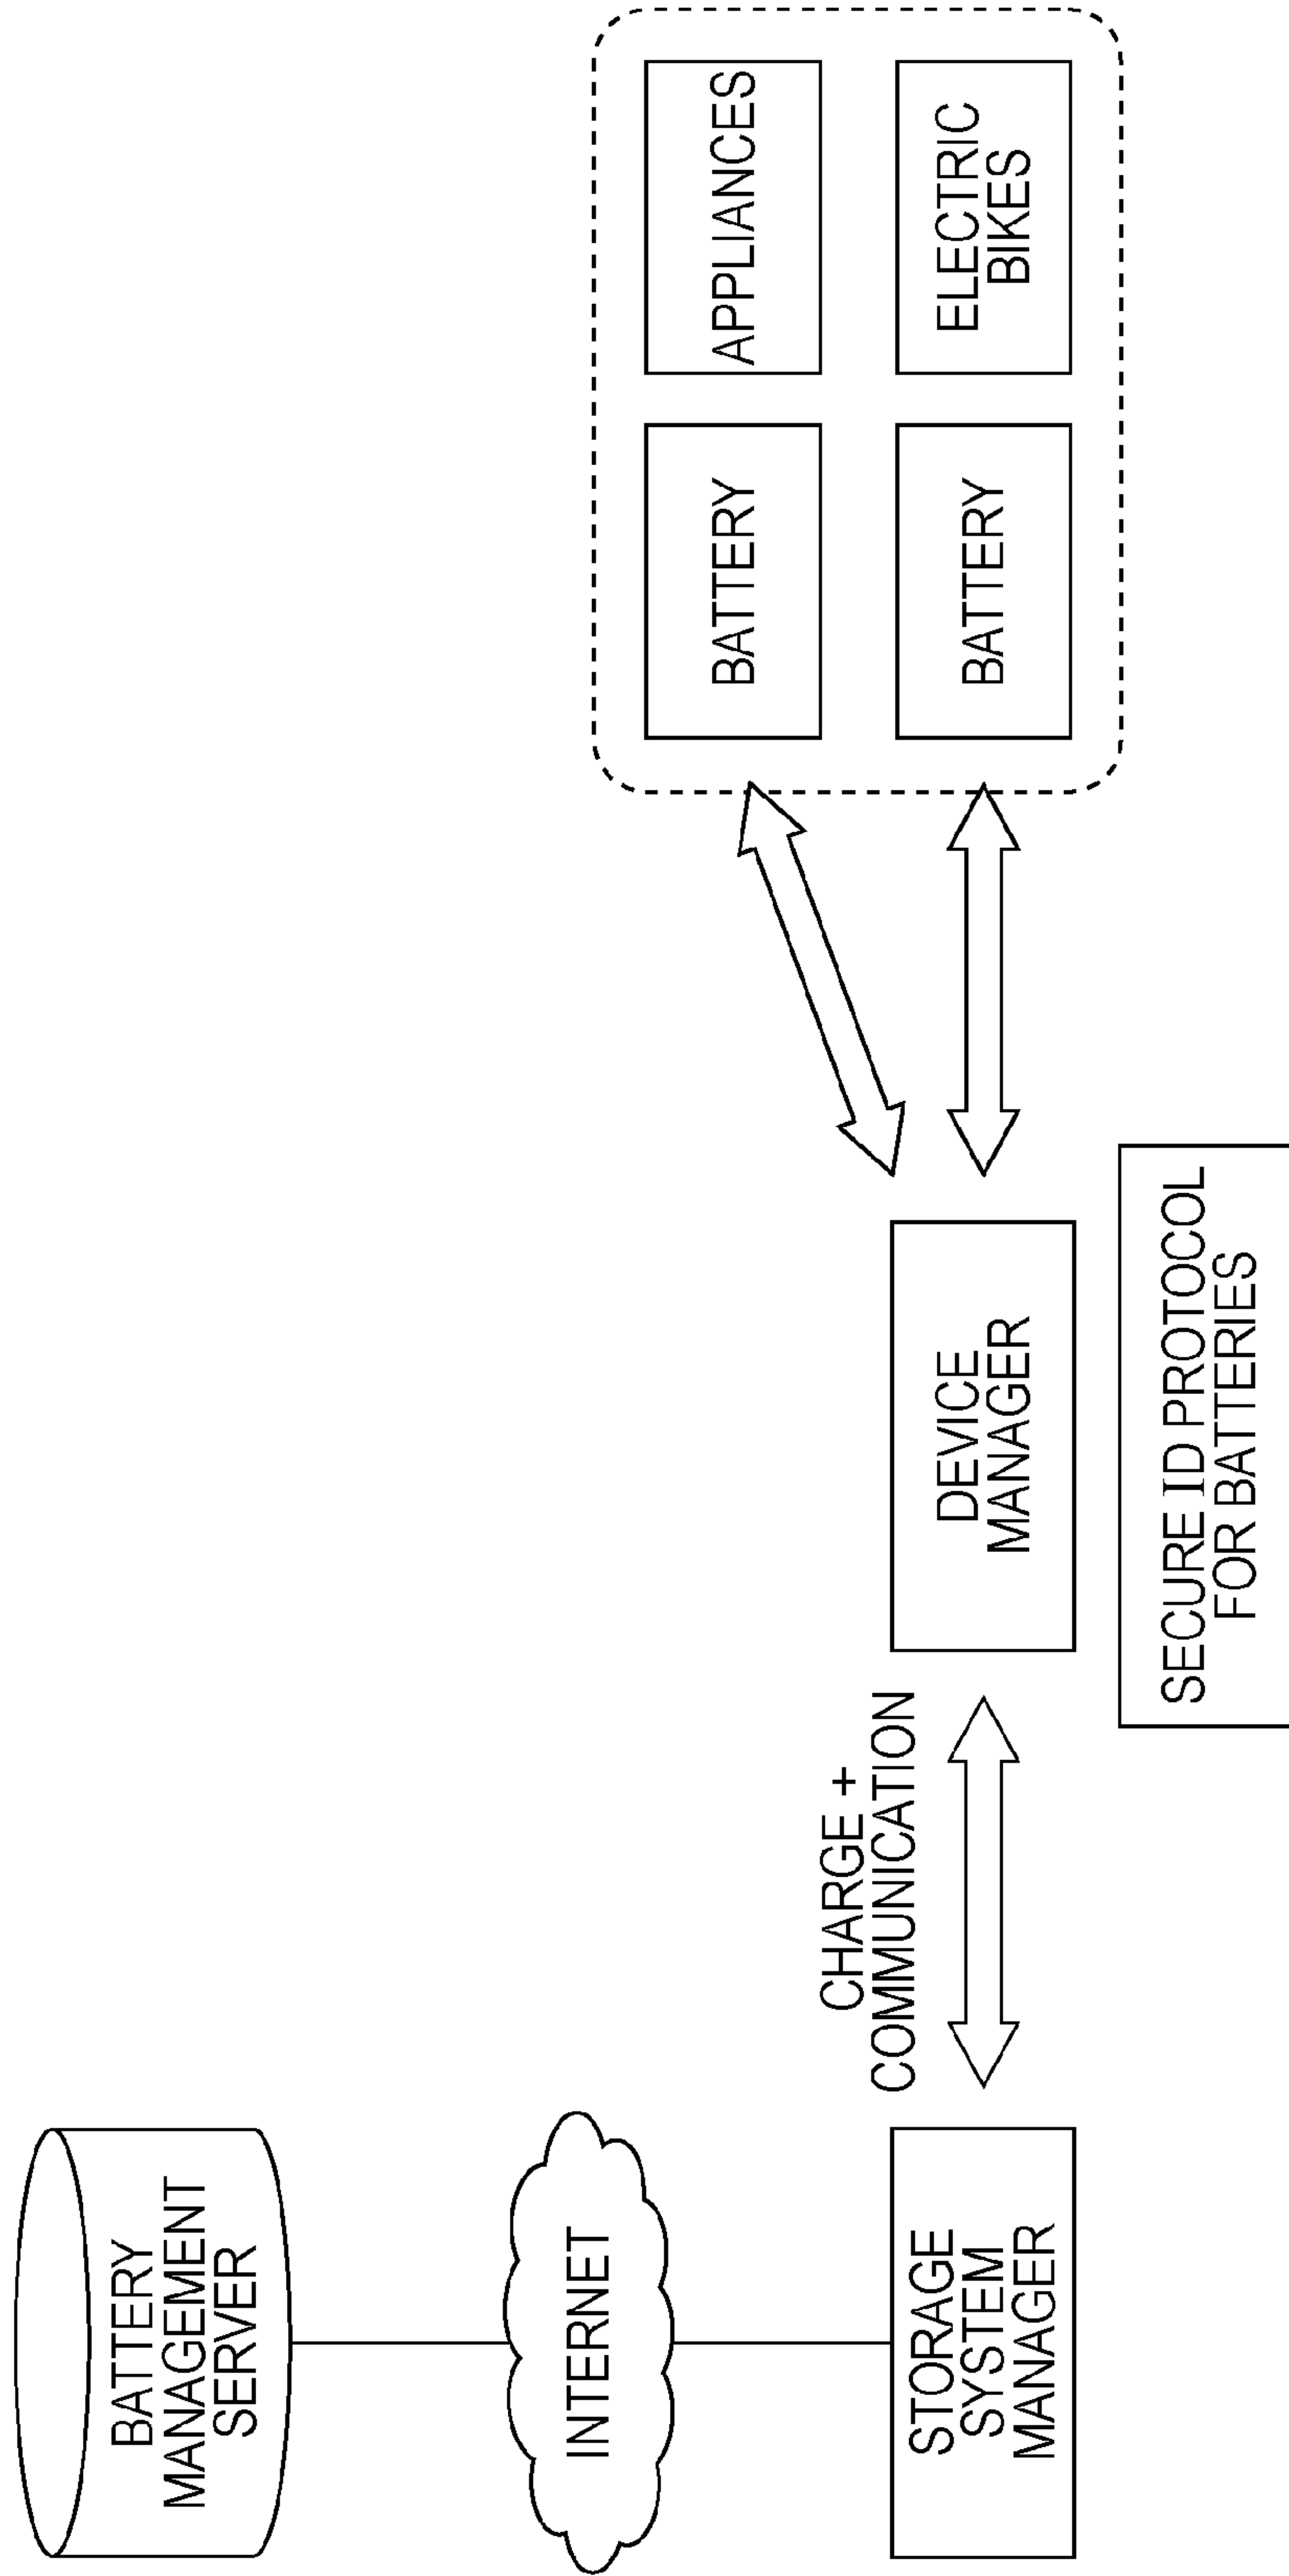 BATTERY
MANAGEMENT
SERVER
INTERNET
STORAGE
SYSTEM
MANAGER
CHARGE +
COMMUNICATION
DEVICE
MANAGER
SECURE ID PROTOCOL
FOR BATTERIES
BATTERY
APPLIANCES
BATTERY
ELECTRIC
BIKES